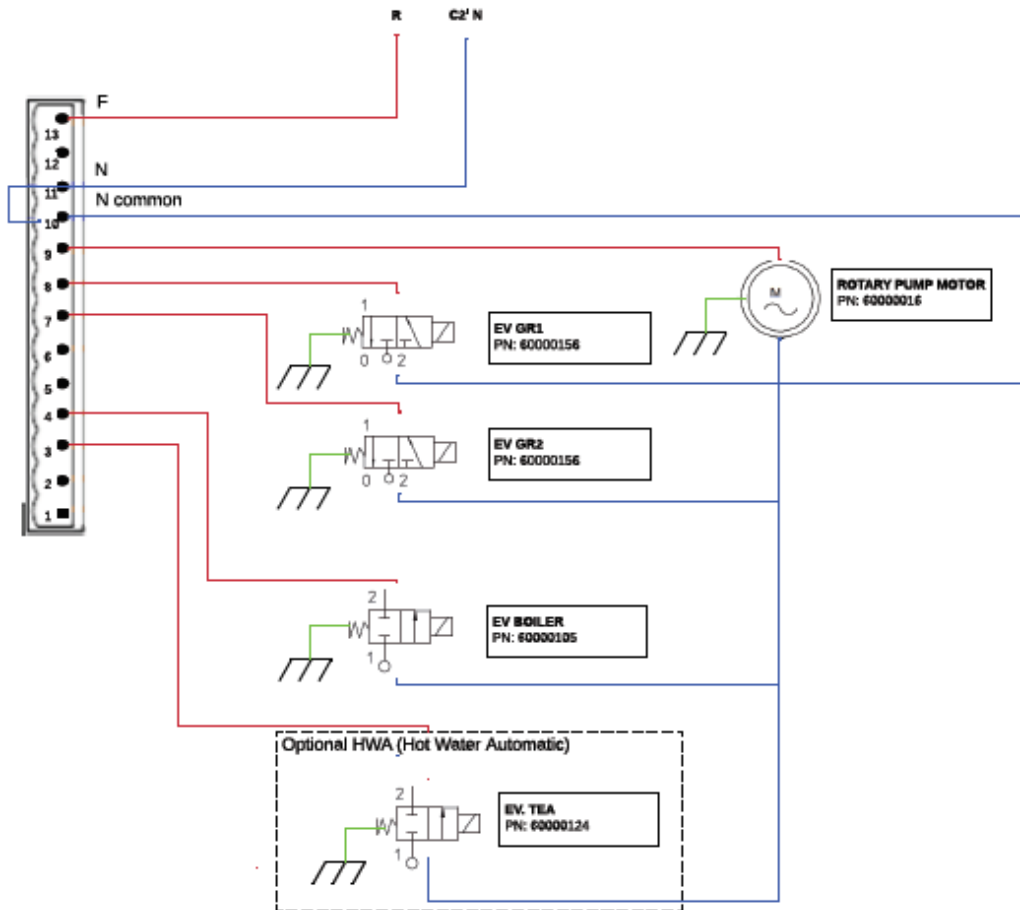 R C2' N
F
13
12
N
11
N common
10
9
8
7
6
5
4
3
2
1
M
ROTARY PUMP MOTOR
PN: 60000016
1
0 2
EV GR1
PN: 60000156
1
0 2
EV GR2
PN: 60000156
2
1
EV BOILER
PN: 60000105
Optional HWA (Hot Water Automatic)
2
1
EV. TEA
PN: 60000124